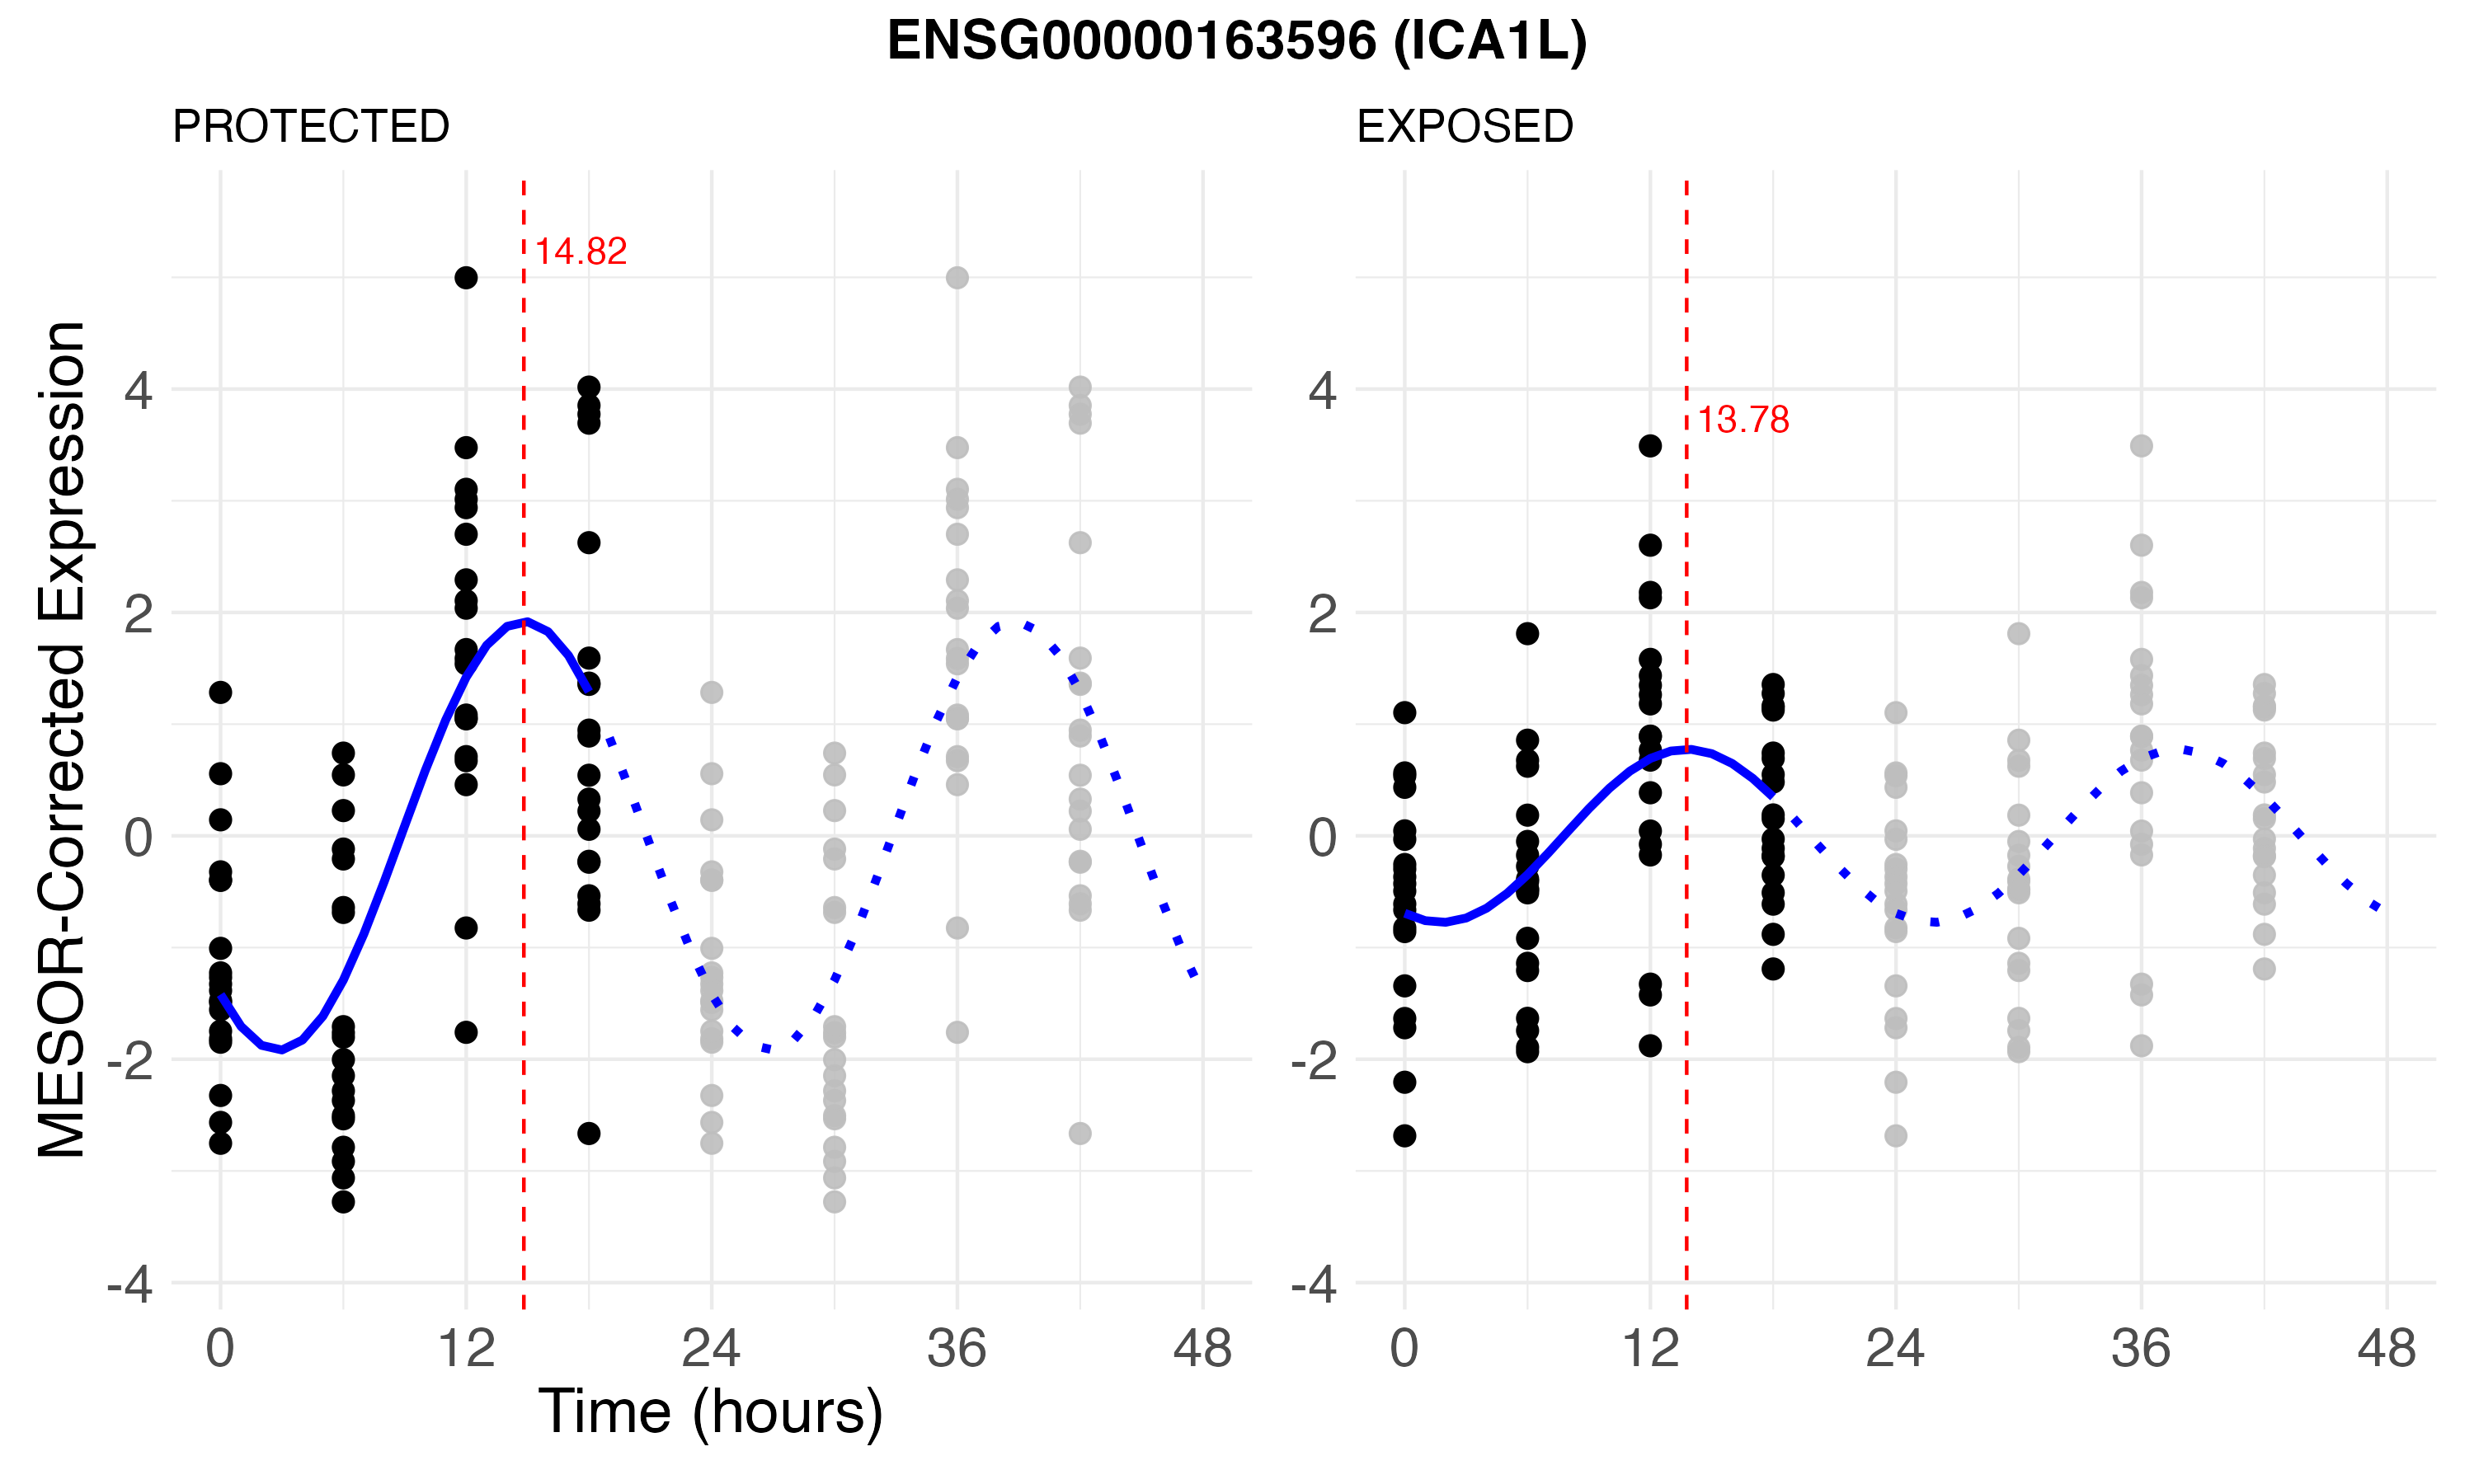 ENSG00000163596 (ICA1L)
PROTECTED
EXPOSED
MESOR-Corrected Expression
4
2
0
-2
-4
14.82
0 12 24 36 48
4
2
0
-2
-4
13.78
0 12 24 36 48
Time (hours)